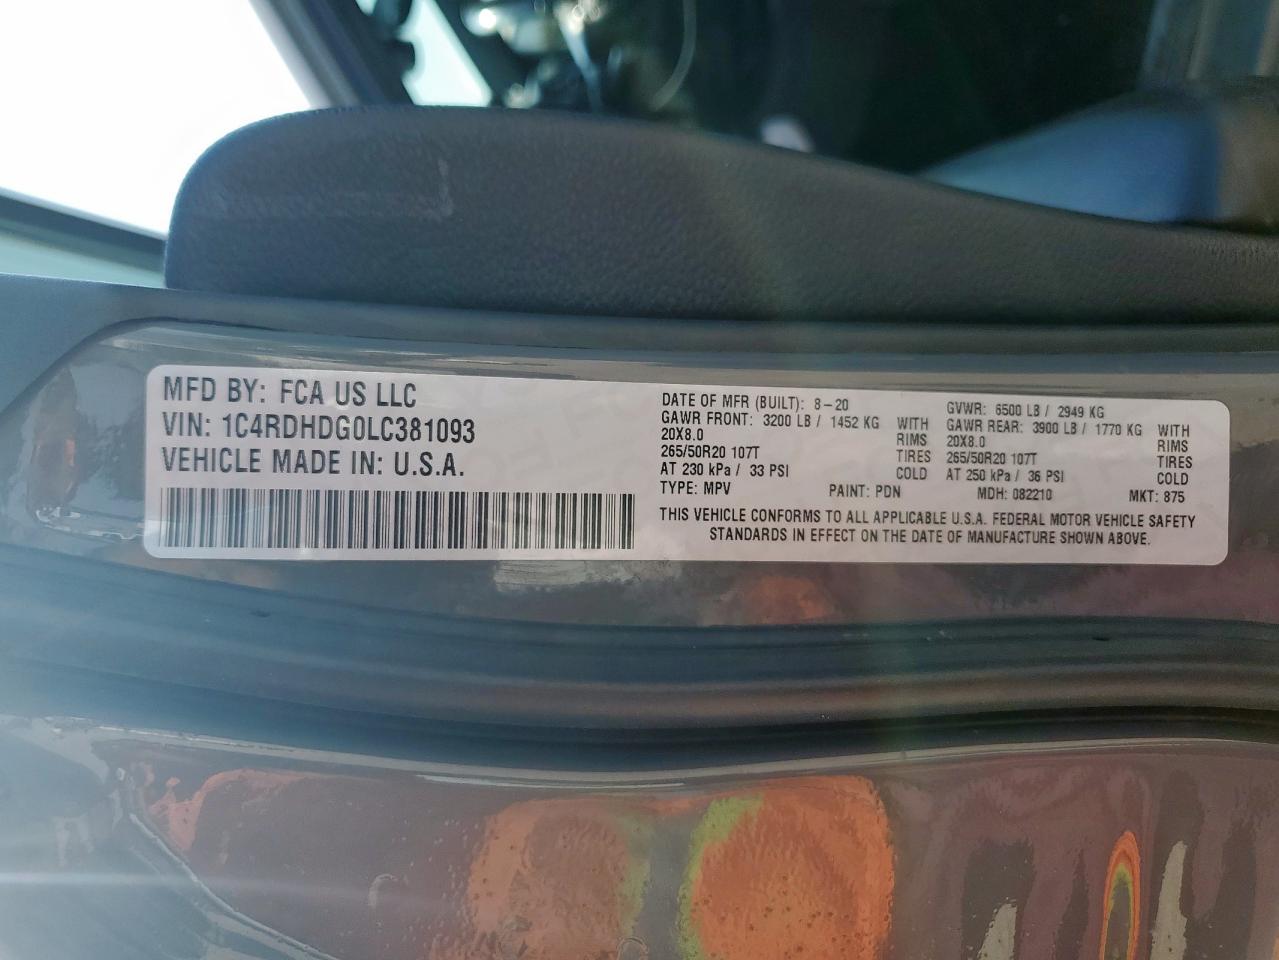 MFD BY: FCA US LLC
VIN: 1C4RDHDG0LC381093
VEHICLE MADE IN: U.S.A.
DATE OF MFR (BUILT): 8-20 GVWR: 6500 LB / 2949 KG
GAWR FRONT: 3200 LB / 1452 KG WITH GAWR REAR: 3900 LB / 1770 KG WITH
20X8.0 RIMS 20X8.0 RIMS
265/50R20 107T TIRES 265/50R20 107T TIRES
AT 230 kPa / 33 PSI COLD AT 250 kPa / 36 PSI COLD
TYPE: MPV PAINT: PDN MDH: 082210 MKT: 875
THIS VEHICLE CONFORMS TO ALL APPLICABLE U.S.A. FEDERAL MOTOR VEHICLE SAFETY
STANDARDS IN EFFECT ON THE DATE OF MANUFACTURE SHOWN ABOVE.